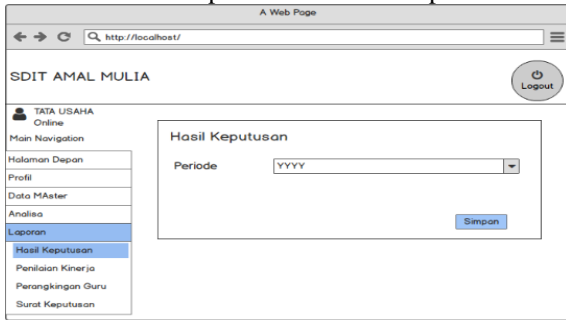 A Web Page
http://localhost/
SDIT AMAL MULIA
Logout
TATA USAHA
Online
Main Navigation
Halaman Depan
Profil
Data MAster
Analisa
Laporan
Hasil Keputusan
Penilaian Kinerja
Perangkingan Guru
Surat Keputusan
Hasil Keputusan
Periode
YYYY
Simpan